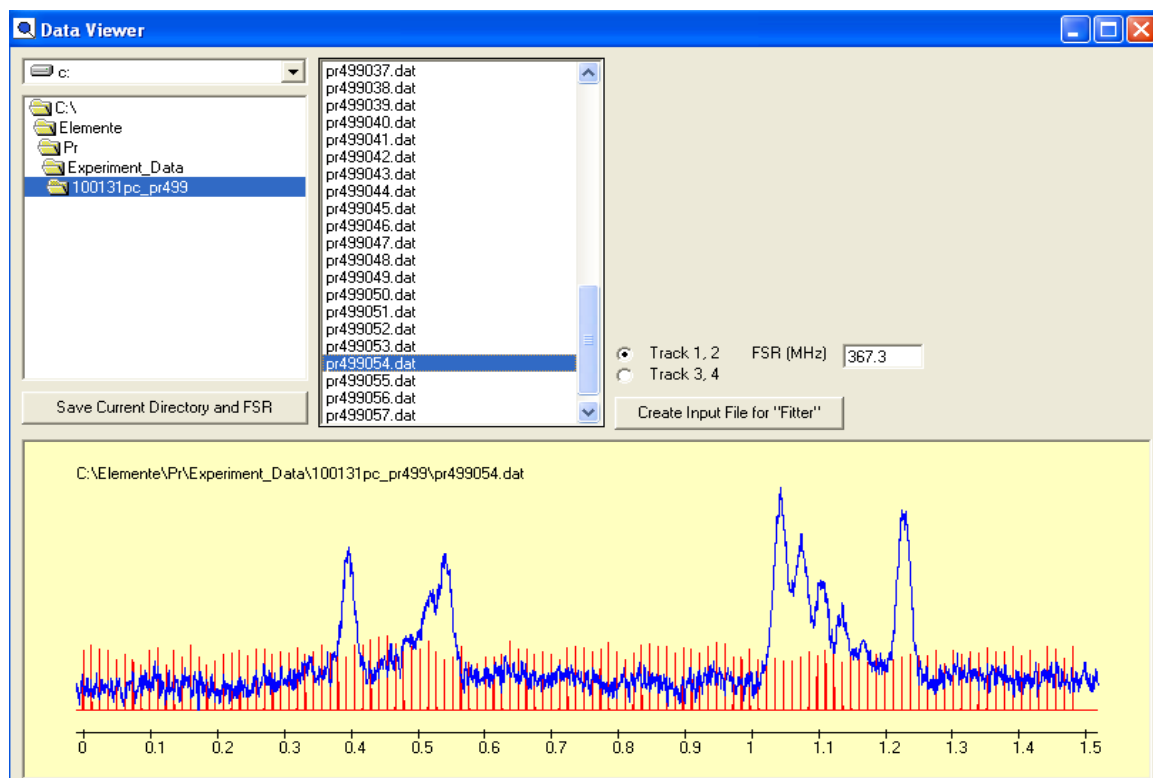 Data Viewer
c:
C:\
Elemente
Pr
Experiment_Data
100131pc_pr499
Save Current Directory and FSR
pr499037.dat
pr499038.dat
pr499039.dat
pr499040.dat
pr499041.dat
pr499042.dat
pr499043.dat
pr499044.dat
pr499045.dat
pr499046.dat
pr499047.dat
pr499048.dat
pr499049.dat
pr499050.dat
pr499051.dat
pr499052.dat
pr499053.dat
pr499054.dat
pr499055.dat
pr499056.dat
pr499057.dat
Track 1, 2 FSR (MHz) 367.3
Track 3, 4
Create Input File for "Fitter"
C:\Elemente\Pr\Experiment_Data\100131pc_pr499\pr499054.dat
0 0.1 0.2 0.3 0.4 0.5 0.6 0.7 0.8 0.9 1 1.1 1.2 1.3 1.4 1.5